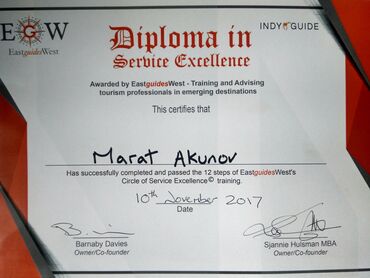 EGW
EastguidesWest
INDY GUIDE
Diploma in
Service Excellence
Awarded by EastguidesWest - Training and Advising
tourism professionals in emerging destinations
This certifies that
Marat Akunov
Has successfully completed and passed the 12 steps of EastguidesWest's
Circle of Service Excellence© training.
10th November 2017
Date
Barnaby Davies
Owner/Co-founder
Sjannie Hulsman MBA
Owner/Co-founder